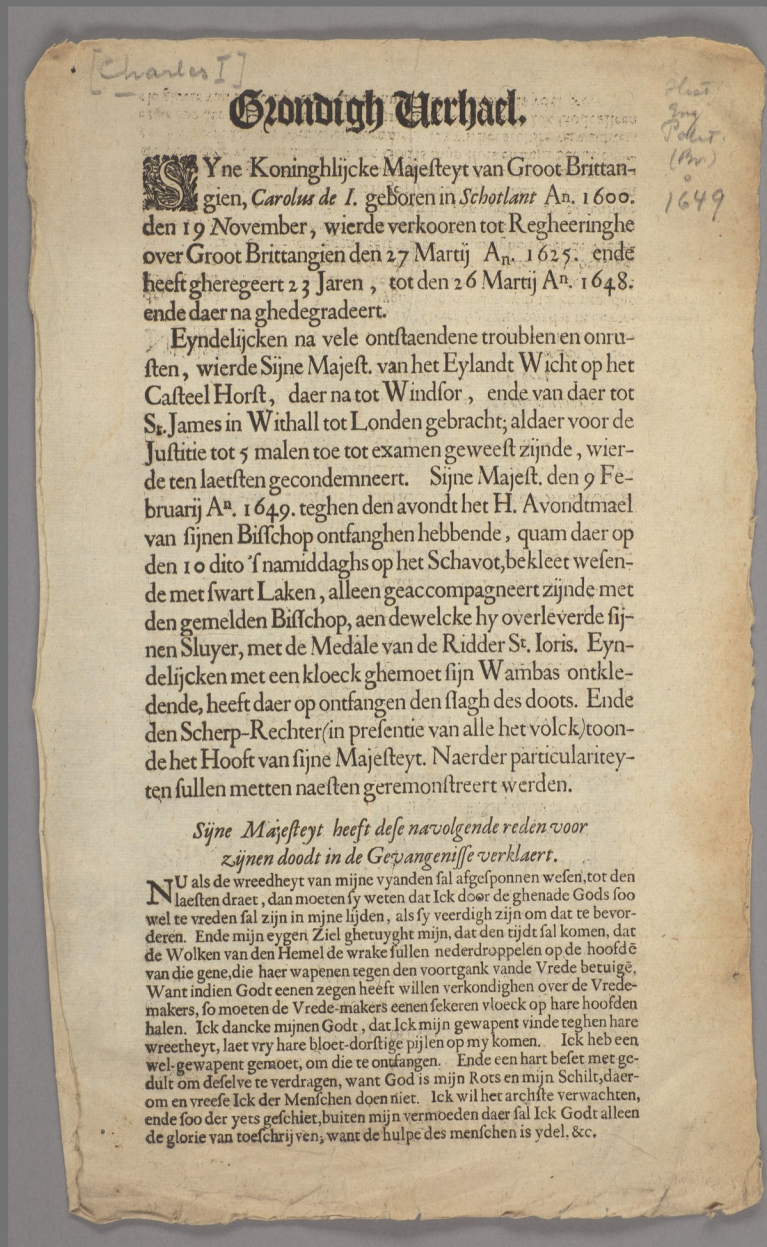 [Charles I]
Hist
Eng
Polit.
(Br)
1649
Grondigh Verhael.
SYne Koninghlijcke Majesteyt van Groot Brittan-
gien, Carolus de I. geboren in Schotlant An. 1600.
den 19 November, wierde verkooren tot Regheeringhe
over Groot Brittangien den 27 Martij An. 1625. ende
heeft gheregeert 23 Jaren, tot den 26 Martij An. 1648.
ende daer na ghedegradeert.
Eyndelijcken na vele ontstaendene troublen en onru-
sten, wierde Sijne Majest. van het Eylandt Wicht op het
Casteel Horst, daer na tot Windsor, ende van daer tot
St. James in Withall tot Londen gebracht; aldaer voor de
Justitie tot 5 malen toe tot examen geweest zijnde, wier-
de ten laetsten gecondemneert. Sijne Majest. den 9 Fe-
bruarij An. 1649. teghen den avondt het H. Avondtmael
van sijnen Bisschop ontfanghen hebbende, quam daer op
den 10 dito 's namiddaghs op het Schavot, bekleet wesen-
de met swart Laken, alleen geaccompagneert zijnde met
den gemelden Bisschop, aen dewelcke hy overleverde sij-
nen Sluyer, met de Medale van de Ridder St. Ioris. Eyn-
delijcken met een kloeck ghemoet sijn Wambas ontkle-
dende, heeft daer op ontfangen den slagh des doots. Ende
den Scherp-Rechter (in presentie van alle het volck) toon-
de het Hooft van sijne Majesteyt. Naerder particularitey-
ten sullen metten naesten geremonstreert werden.
Sijne Majesteyt heeft dese navolgende reden voor
zijnen doodt in de Gevangenisse verklaert.
NU als de wreedheyt van mijne vyanden sal afgesponnen wesen, tot den
laesten draet, dan moeten sy weten dat Ick door de ghenade Gods soo
wel te vreden sal zijn in mjne lijden, als sy veerdigh zijn om dat te bevor-
deren. Ende mijn eygen Ziel ghetuyght mijn, dat den tijdt sal komen, dat
de Wolken van den Hemel de wrake sullen nederdroppelen op de hoofdē
van die gene, die haer wapenen tegen den voortgank vande Vrede betuigē,
Want indien Godt eenen zegen heeft willen verkondighen over de Vrede-
makers, so moeten de Vrede-makers eenen sekeren vloeck op hare hoofden
halen. Ick dancke mijnen Godt, dat Ick mijn gewapent vinde teghen hare
wreetheyt, laet vry hare bloet-dorstige pijlen op my komen. Ick heb een
wel-gewapent gemoet, om die te ontfangen. Ende een hart beset met ge-
dult om deselve te verdragen, want God is mijn Rots en mijn Schilt, daer-
om en vreese Ick der Menschen doen niet. Ick wil het archste verwachten,
ende soo der yets geschiet, buiten mijn vermoeden daer sal Ick Godt alleen
de glorie van toeschrijven; want de hulpe des menschen is ydel. &c.